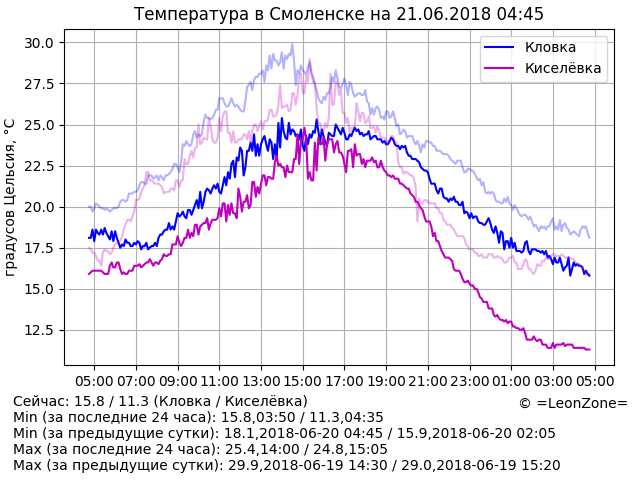 Температура в Смоленске на 21.06.2018 04:45
градусов Цельсия, °C
30.0
27.5
25.0
22.5
20.0
17.5
15.0
12.5
Кловка
Киселёвка
05:00 07:00 09:00 11:00 13:00 15:00 17:00 19:00 21:00 23:00 01:00 03:00 05:00
Сейчас: 15.8 / 11.3 (Кловка / Киселёвка)
© =LeonZone=
Min (за последние 24 часа): 15.8,03:50 / 11.3,04:35
Min (за предыдущие сутки): 18.1,2018-06-20 04:45 / 15.9,2018-06-20 02:05
Max (за последние 24 часа): 25.4,14:00 / 24.8,15:05
Max (за предыдущие сутки): 29.9,2018-06-19 14:30 / 29.0,2018-06-19 15:20